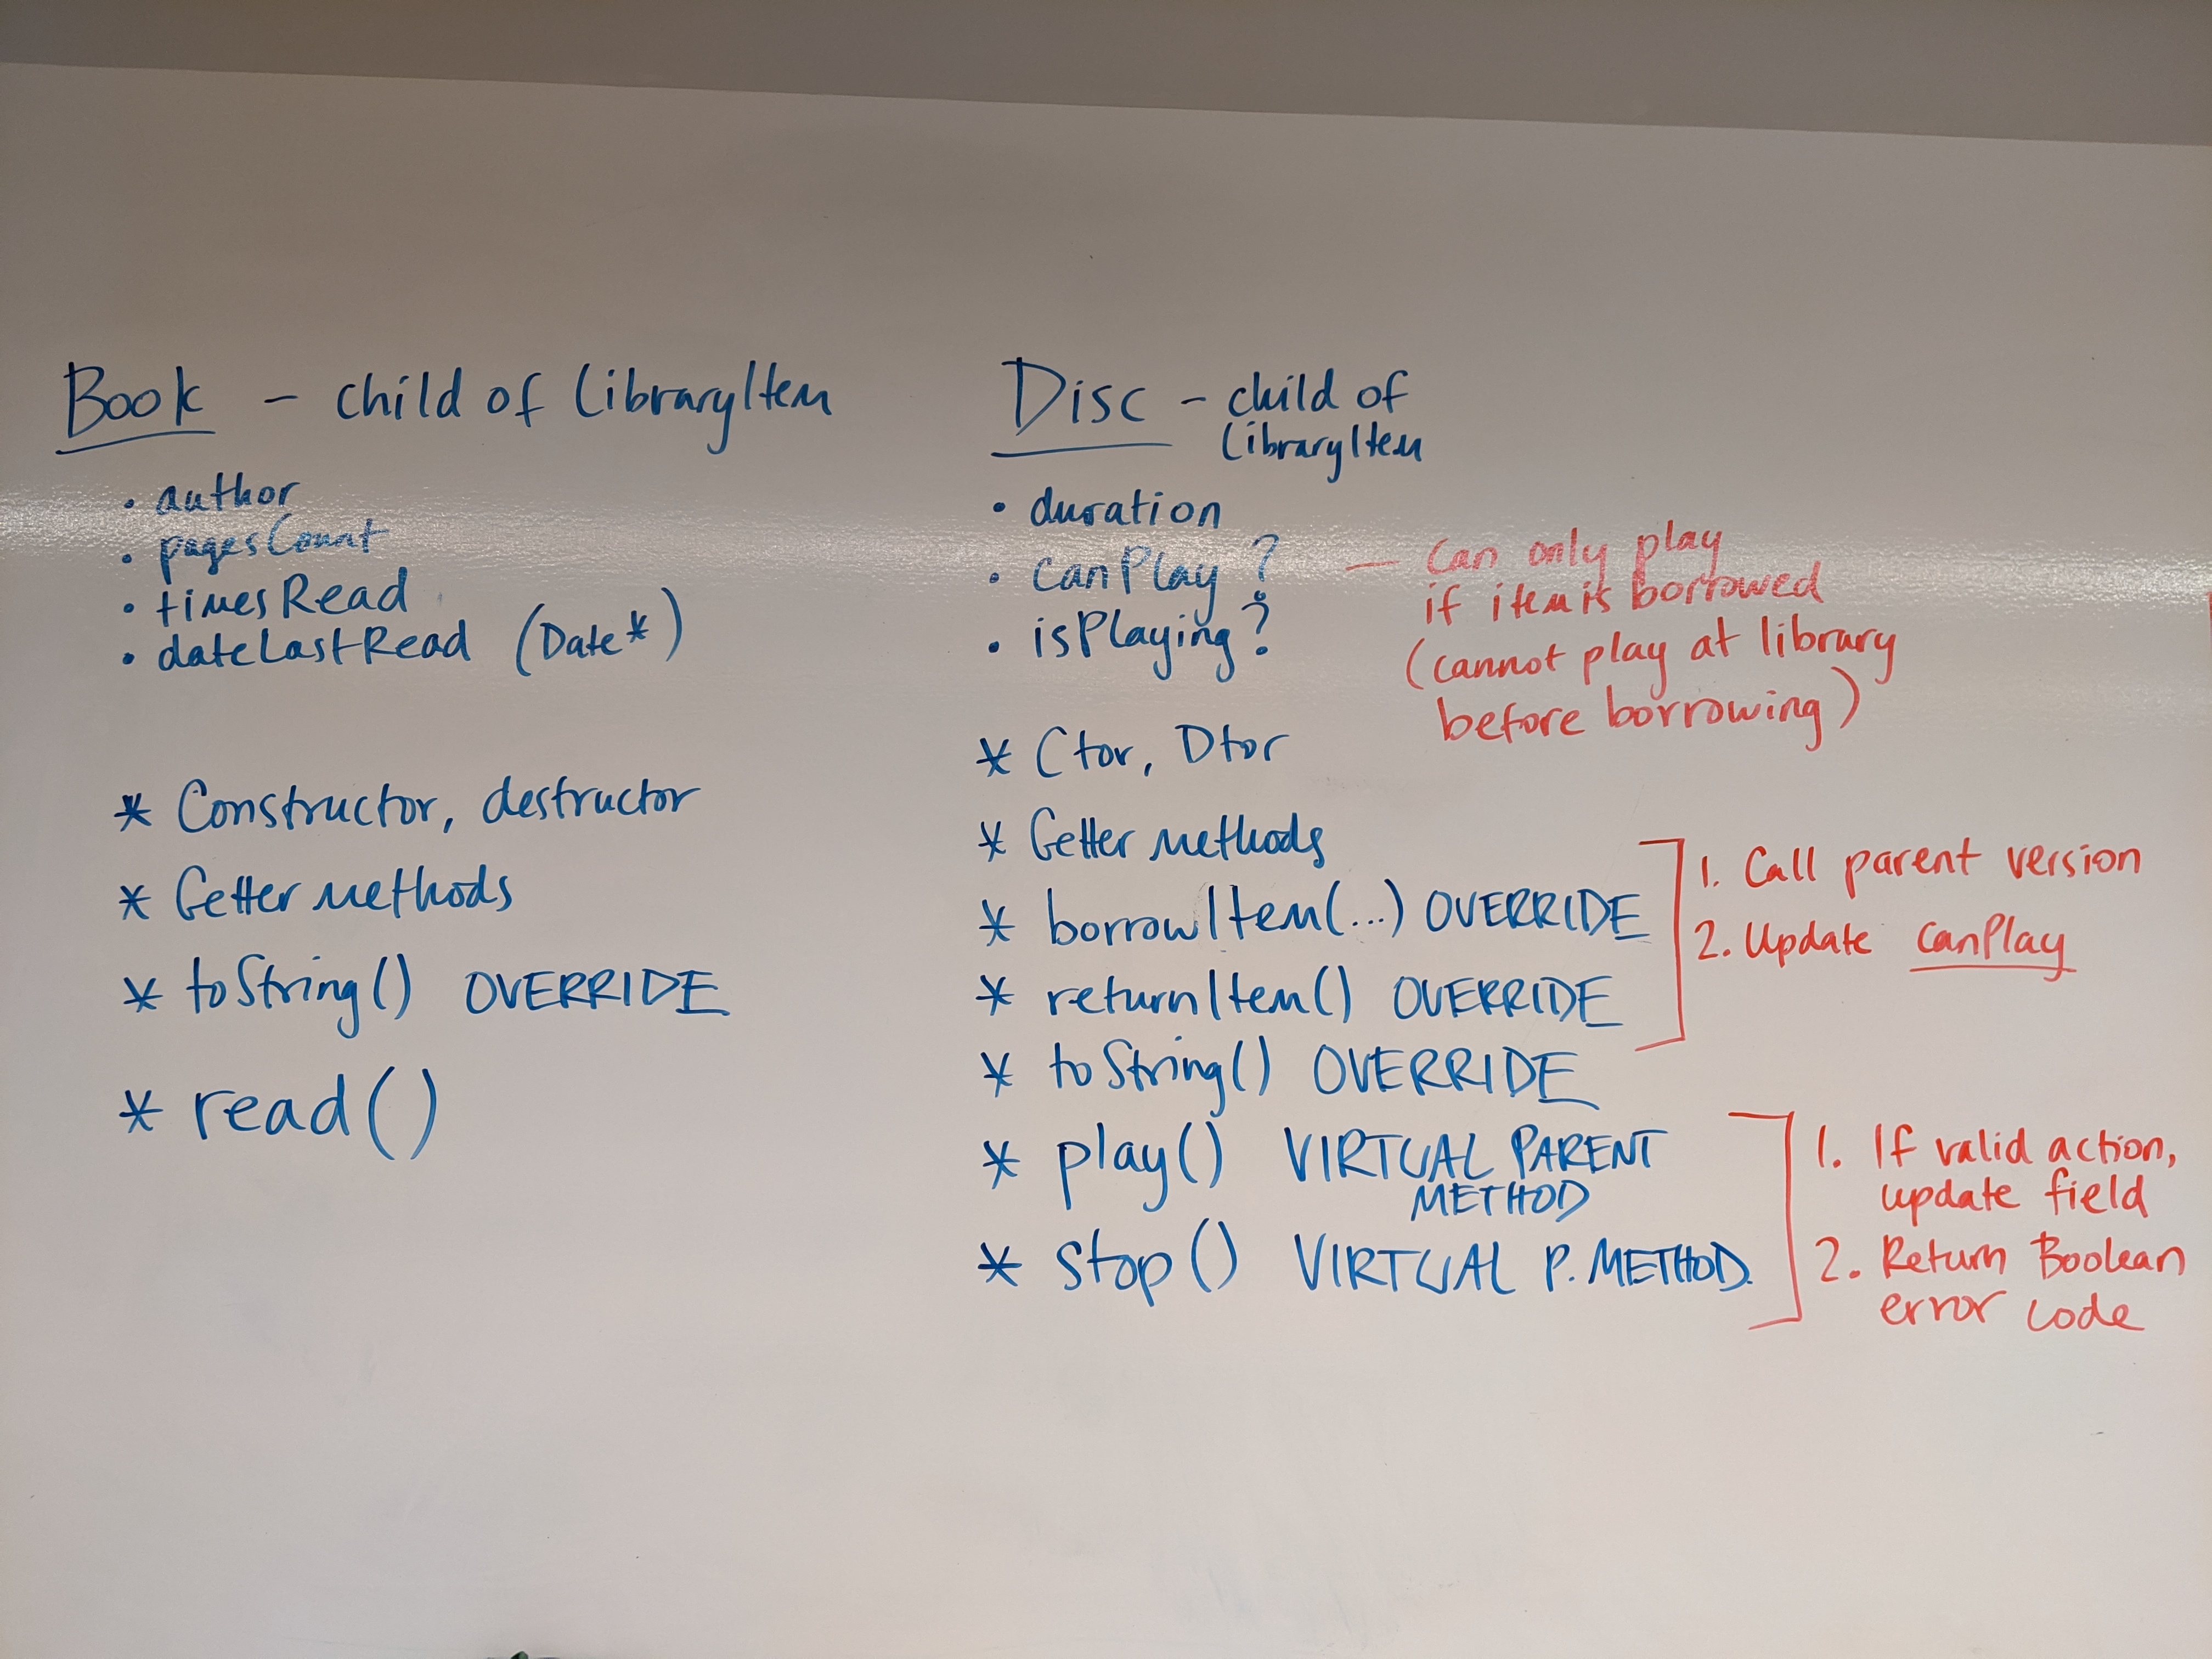 Book - child of LibraryItem
• author
• pagesCount
• timesRead
• dateLastRead (Date*)
* Constructor, destructor
* Getter methods
* toString() OVERRIDE
* read()
Disc - child of
LibraryItem
• duration
• canPlay?
• isPlaying?
— Can only play
if item is borrowed
(cannot play at library
before borrowing)
* Ctor, Dtor
* Getter methods
* borrowItem(...) OVERRIDE
* returnItem() OVERRIDE
1. Call parent version
2. Update canPlay
* toString() OVERRIDE
* play() VIRTUAL PARENT
METHOD
* stop() VIRTUAL P. METHOD
1. If valid action,
update field
2. Return Boolean
error code